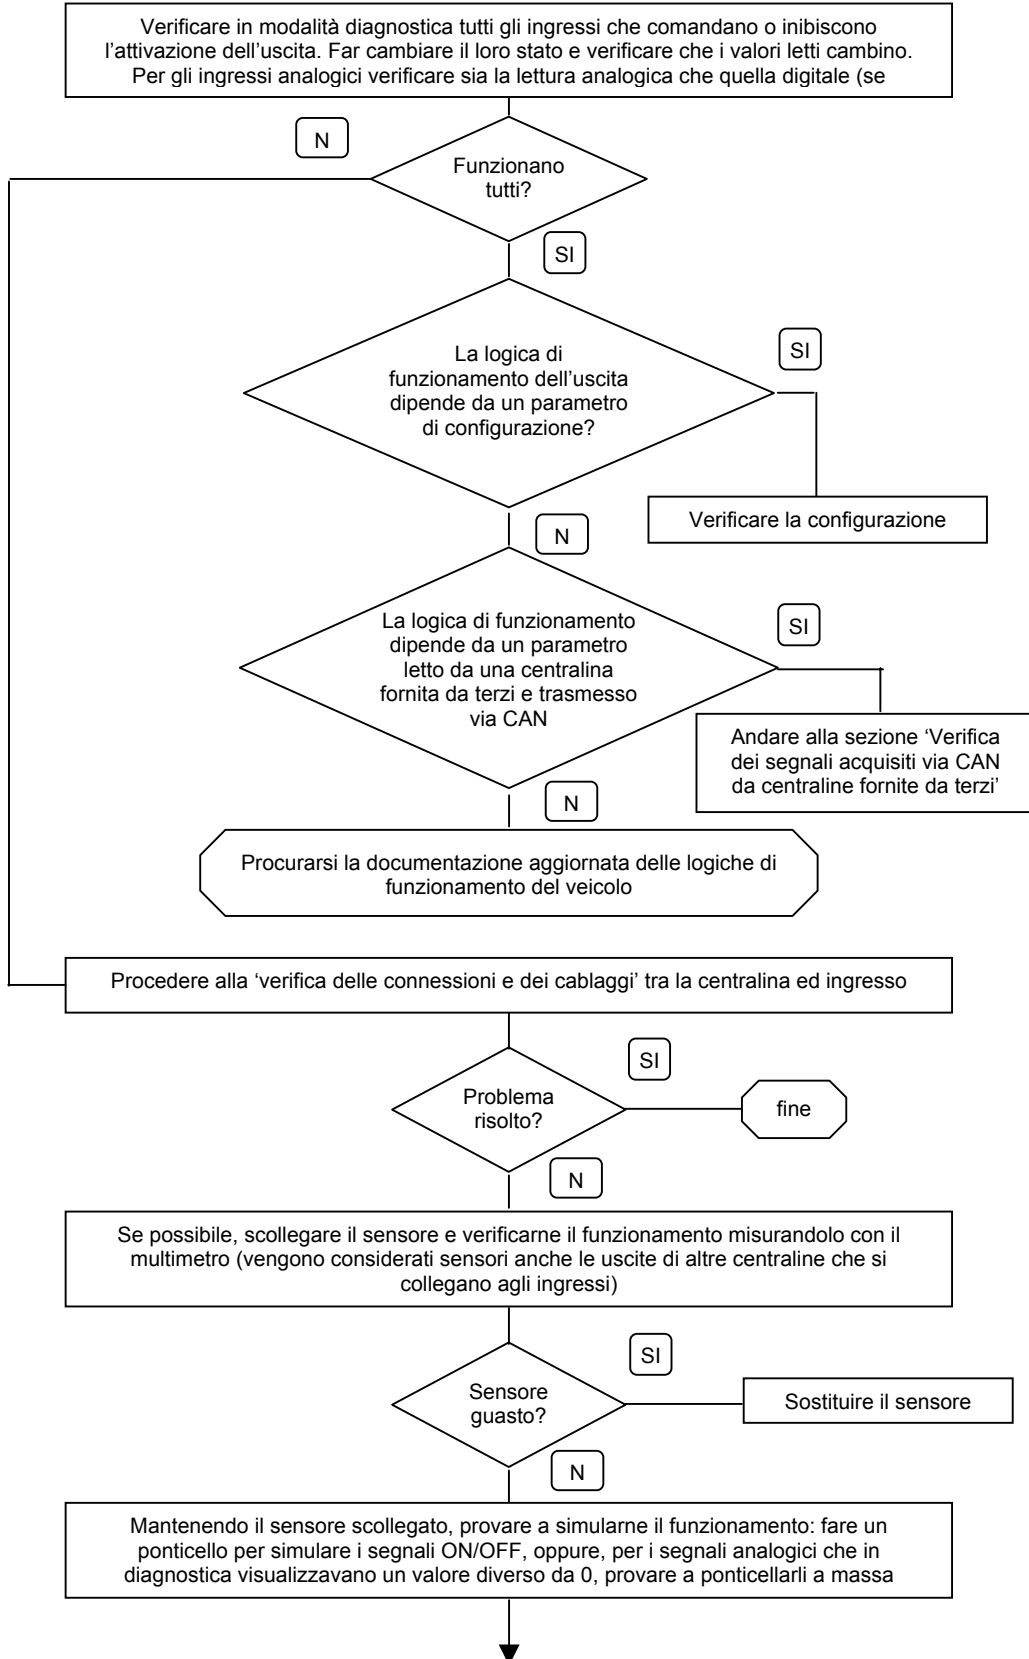 Verificare in modalità diagnostica tutti gli ingressi che comandano o inibiscono
l’attivazione dell’uscita. Far cambiare il loro stato e verificare che i valori letti cambino.
Per gli ingressi analogici verificare sia la lettura analogica che quella digitale (se
N
Funzionano
tutti?
SI
La logica di
funzionamento dell’uscita
dipende da un parametro
di configurazione?
SI
Verificare la configurazione
N
La logica di funzionamento
dipende da un parametro
letto da una centralina
fornita da terzi e trasmesso
via CAN
SI
Andare alla sezione ‘Verifica
dei segnali acquisiti via CAN
da centraline fornite da terzi’
N
Procurarsi la documentazione aggiornata delle logiche di
funzionamento del veicolo
Procedere alla ‘verifica delle connessioni e dei cablaggi’ tra la centralina ed ingresso
SI
Problema
risolto?
fine
N
Se possibile, scollegare il sensore e verificarne il funzionamento misurandolo con il
multimetro (vengono considerati sensori anche le uscite di altre centraline che si
collegano agli ingressi)
SI
Sensore
guasto?
Sostituire il sensore
N
Mantenendo il sensore scollegato, provare a simularne il funzionamento: fare un
ponticello per simulare i segnali ON/OFF, oppure, per i segnali analogici che in
diagnostica visualizzavano un valore diverso da 0, provare a ponticellarli a massa